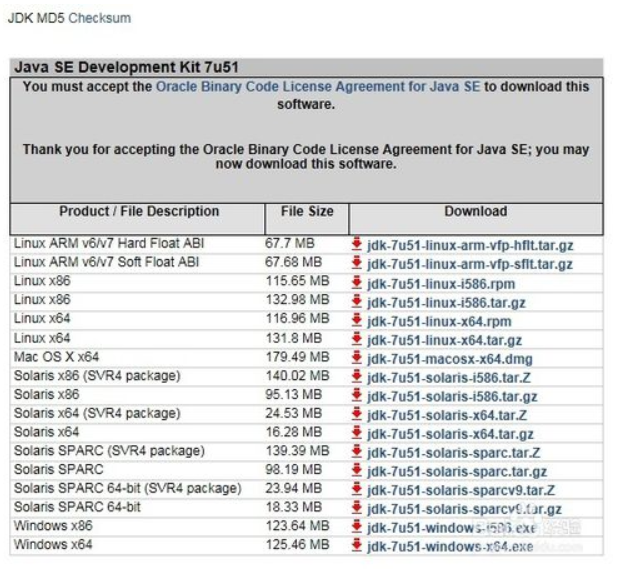 JDK MD5 Checksum
Java SE Development Kit 7u51
You must accept the Oracle Binary Code License Agreement for Java SE to download this
software.
Thank you for accepting the Oracle Binary Code License Agreement for Java SE; you may
now download this software.
Product / File Description File Size Download
Linux ARM v6/v7 Hard Float ABI 67.7 MB jdk-7u51-linux-arm-vfp-hflt.tar.gz
Linux ARM v6/v7 Soft Float ABI 67.68 MB jdk-7u51-linux-arm-vfp-sflt.tar.gz
Linux x86 115.65 MB jdk-7u51-linux-i586.rpm
Linux x86 132.98 MB jdk-7u51-linux-i586.tar.gz
Linux x64 116.96 MB jdk-7u51-linux-x64.rpm
Linux x64 131.8 MB jdk-7u51-linux-x64.tar.gz
Mac OS X x64 179.49 MB jdk-7u51-macosx-x64.dmg
Solaris x86 (SVR4 package) 140.02 MB jdk-7u51-solaris-i586.tar.Z
Solaris x86 95.13 MB jdk-7u51-solaris-i586.tar.gz
Solaris x64 (SVR4 package) 24.53 MB jdk-7u51-solaris-x64.tar.Z
Solaris x64 16.28 MB jdk-7u51-solaris-x64.tar.gz
Solaris SPARC (SVR4 package) 139.39 MB jdk-7u51-solaris-sparc.tar.Z
Solaris SPARC 98.19 MB jdk-7u51-solaris-sparc.tar.gz
Solaris SPARC 64-bit (SVR4 package) 23.94 MB jdk-7u51-solaris-sparcv9.tar.Z
Solaris SPARC 64-bit 18.33 MB jdk-7u51-solaris-sparcv9.tar.gz
Windows x86 123.64 MB jdk-7u51-windows-i586.exe
Windows x64 125.46 MB jdk-7u51-windows-x64.exe